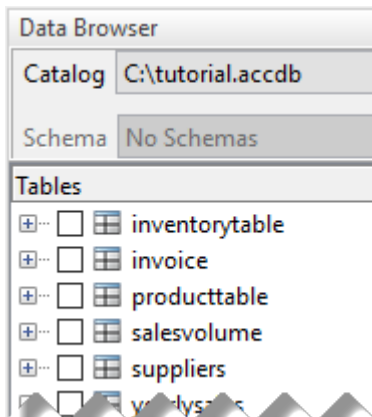 Data Browser
Catalog C:\tutorial.accdb
Schema No Schemas
Tables
inventorytable
invoice
producttable
salesvolume
suppliers